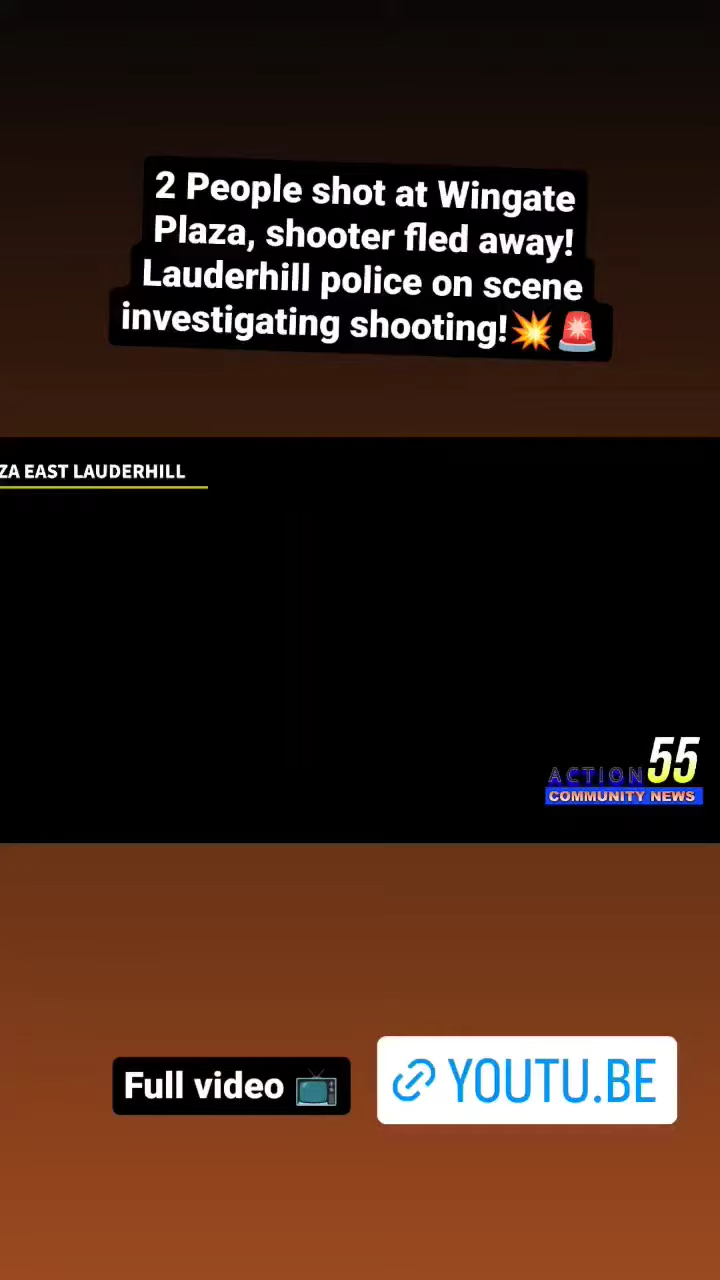 2 People shot at Wingate
Plaza, shooter fled away!
Lauderhill police on scene
investigating shooting!💥🚨
ZA EAST LAUDERHILL
ACTION 55
COMMUNITY NEWS
Full video 📺
YOUTU.BE